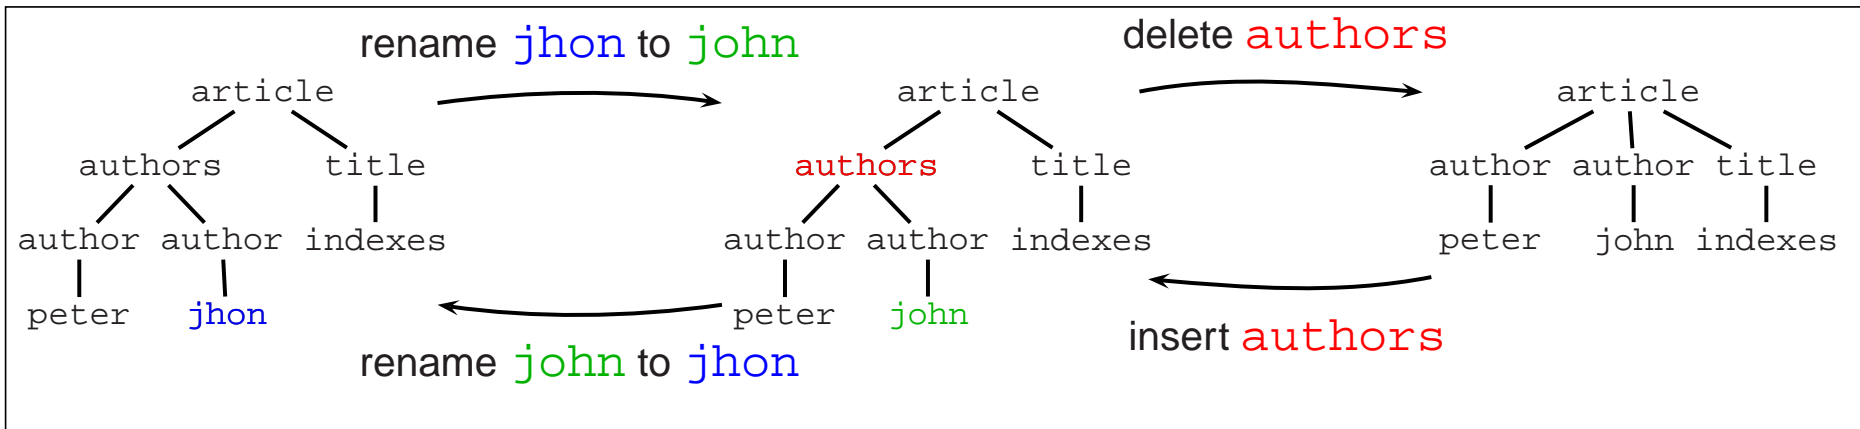 rename jhon to john
delete authors
article
article
article
authors title
authors title
author author title
author author indexes
author author indexes
peter john indexes
peter jhon
peter john
insert authors
rename john to jhon